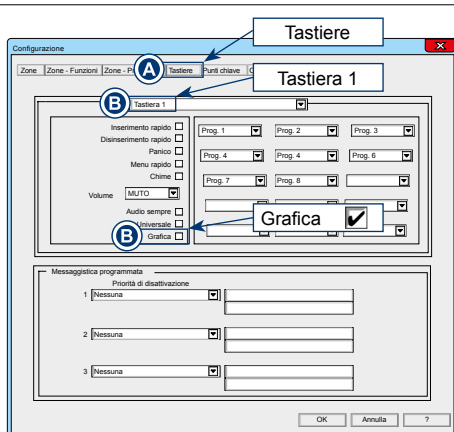 Tastiere
Configurazione
Zone Zone - Funzioni Zone - A Tastiere Punti chiave
Tastiera 1
B Tastiera 1
Inserimento rapido
Disinserimento rapido
Panico
Menu rapido
Chime
Volume MUTO
Audio sempre
Universale
B Grafica
Prog. 1 Prog. 2 Prog. 3
Prog. 4 Prog. 4 Prog. 6
Prog. 7 Prog. 8
Grafica
Messaggistica programmata
Priorità di disattivazione
1 Nessuna
2 Nessuna
3 Nessuna
OK Annulla ?